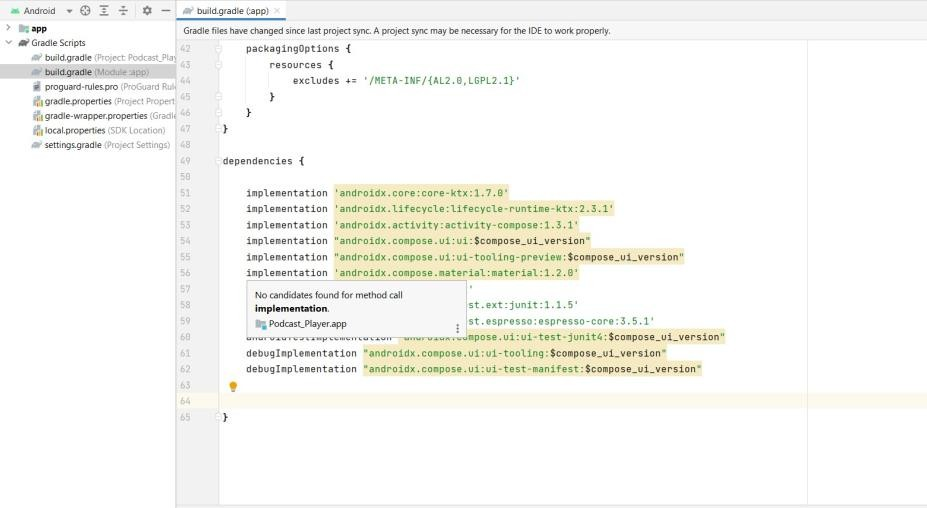 Android
build.gradle (:app)
app
Gradle Scripts
build.gradle (Project: Podcast_Play
build.gradle (Module :app)
proguard-rules.pro (ProGuard Rule
gradle.properties (Project Propert
gradle-wrapper.properties (Gradle
local.properties (SDK Location)
settings.gradle (Project Settings)
Gradle files have changed since last project sync. A project sync may be necessary for the IDE to work properly.
42 packagingOptions {
43 resources {
44 excludes += '/META-INF/{AL2.0,LGPL2.1}'
45 }
46 }
47 }
48
49 dependencies {
50
51 implementation 'androidx.core:core-ktx:1.7.0'
52 implementation 'androidx.lifecycle:lifecycle-runtime-ktx:2.3.1'
53 implementation 'androidx.activity:activity-compose:1.3.1'
54 implementation "androidx.compose.ui:ui:$compose_ui_version"
55 implementation "androidx.compose.ui:ui-tooling-preview:$compose_ui_version"
56 implementation 'androidx.compose.material:material:1.2.0'
57 '
58 st.ext:junit:1.1.5'
59 st.espresso:espresso-core:3.5.1'
60 androidTestImplementation "androidx.compose.ui:ui-test-junit4:$compose_ui_version"
61 debugImplementation "androidx.compose.ui:ui-tooling:$compose_ui_version"
62 debugImplementation "androidx.compose.ui:ui-test-manifest:$compose_ui_version"
63
64
65 }
No candidates found for method call
implementation.
Podcast_Player.app